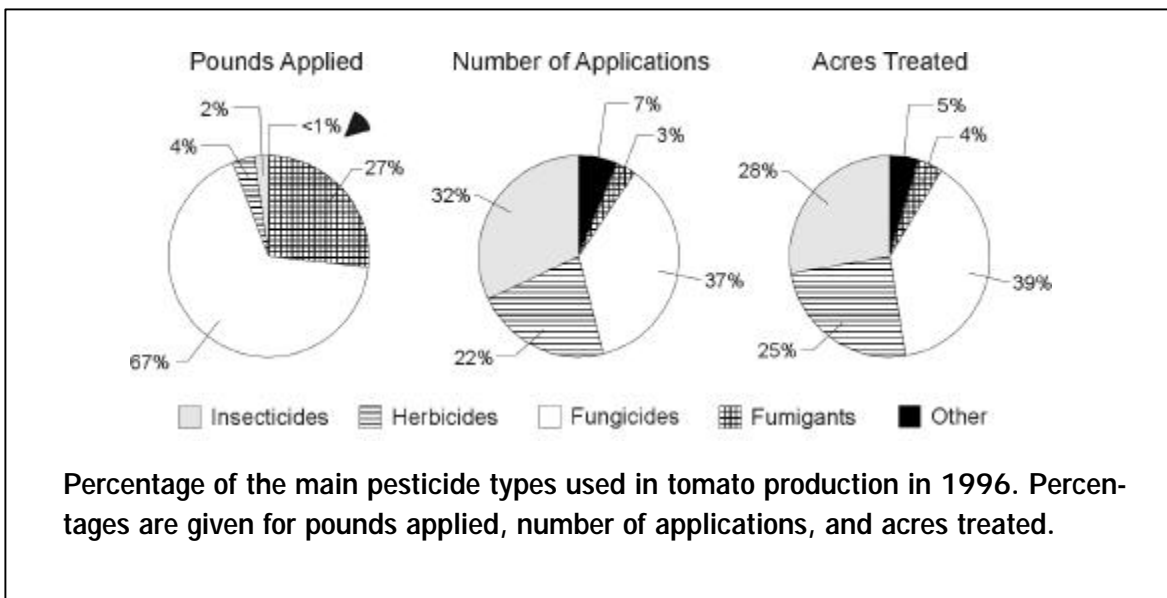 Pounds Applied Number of Applications Acres Treated
2% <1% 4% 27% 67%
7% 3% 32% 37% 22%
5% 4% 28% 39% 25%
Insecticides Herbicides Fungicides Fumigants Other
Percentage of the main pesticide types used in tomato production in 1996. Percen-
tages are given for pounds applied, number of applications, and acres treated.